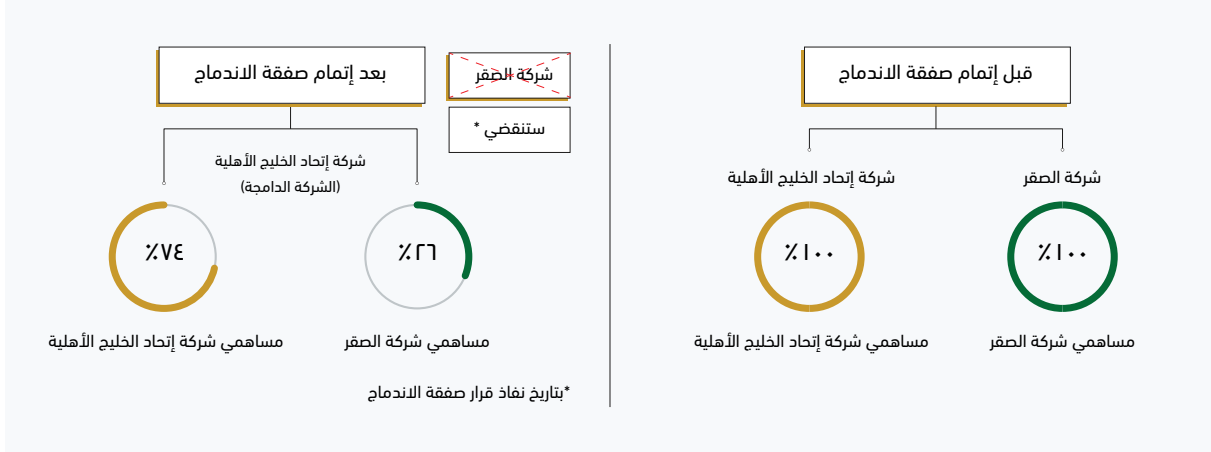 قبل إتمام صفقة الاندماج
شركة الصقر
شركة إتحاد الخليج الأهلية
٪١٠٠
٪١٠٠
مساهمي شركة الصقر
مساهمي شركة إتحاد الخليج الأهلية
شركة الصقر
ستنقضي *
بعد إتمام صفقة الاندماج
شركة إتحاد الخليج الأهلية
(الشركة الدامجة)
٪٢٦
٪٧٤
مساهمي شركة الصقر
مساهمي شركة إتحاد الخليج الأهلية
*بتاريخ نفاذ قرار صفقة الاندماج